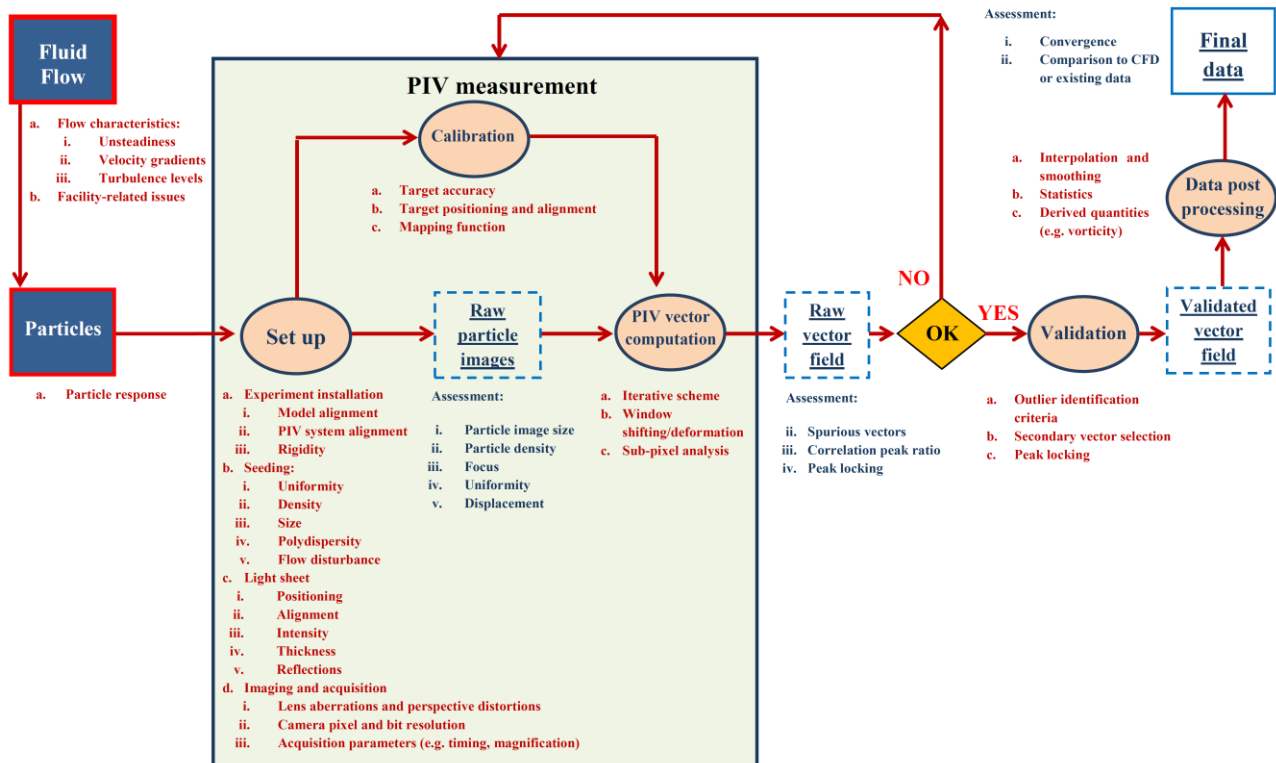 Fluid
Flow
a. Flow characteristics:
i. Unsteadiness
ii. Velocity gradients
iii. Turbulence levels
b. Facility-related issues
Particles
a. Particle response
PIV measurement
Calibration
a. Target accuracy
b. Target positioning and alignment
c. Mapping function
Set up
a. Experiment installation
i. Model alignment
ii. PIV system alignment
iii. Rigidity
b. Seeding:
i. Uniformity
ii. Density
iii. Size
iv. Polydispersity
v. Flow disturbance
c. Light sheet
i. Positioning
ii. Alignment
iii. Intensity
iv. Thickness
v. Reflections
d. Imaging and acquisition
i. Lens aberrations and perspective distortions
ii. Camera pixel and bit resolution
iii. Acquisition parameters (e.g. timing, magnification)
Raw
particle
images
Assessment:
i. Particle image size
ii. Particle density
iii. Focus
iv. Uniformity
v. Displacement
PIV vector
computation
a. Iterative scheme
b. Window
shifting/deformation
c. Sub-pixel analysis
Raw
vector
field
Assessment:
ii. Spurious vectors
iii. Correlation peak ratio
iv. Peak locking
NO
OK
YES
Validation
a. Outlier identification
criteria
b. Secondary vector selection
c. Peak locking
Validated
vector
field
Data post
processing
a. Interpolation and
smoothing
b. Statistics
c. Derived quantities
(e.g. vorticity)
Final
data
Assessment:
i. Convergence
ii. Comparison to CFD
or existing data